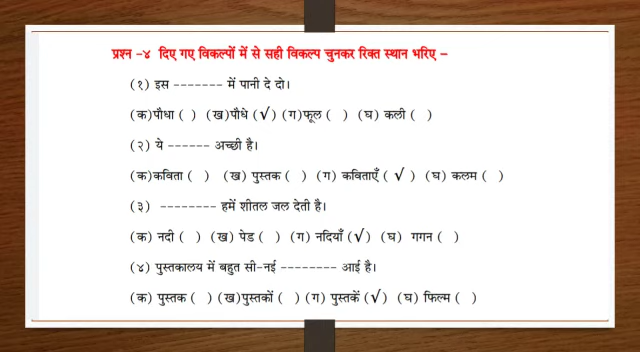 प्रश्न -४ दिए गए विकल्पों में से सही विकल्प चुनकर रिक्त स्थान भरिए -
(१) इस ------- में पानी दे दो।
(क)पौधा ( ) (ख)पौधे (√) (ग)फूल ( ) (घ) कली ( )
(२) ये ------ अच्छी है।
(क)कविता ( ) (ख) पुस्तक ( ) (ग) कविताएँ ( √ ) (घ) कलम ( )
(३) -------- हमें शीतल जल देती है।
(क) नदी ( ) (ख) पेड ( ) (ग) नदियाँ (√) (घ) गगन ( )
(४) पुस्तकालय में बहुत सी-नई -------- आई है।
(क) पुस्तक ( ) (ख)पुस्तकों ( ) (ग) पुस्तकें (√) (घ) फिल्म ( )